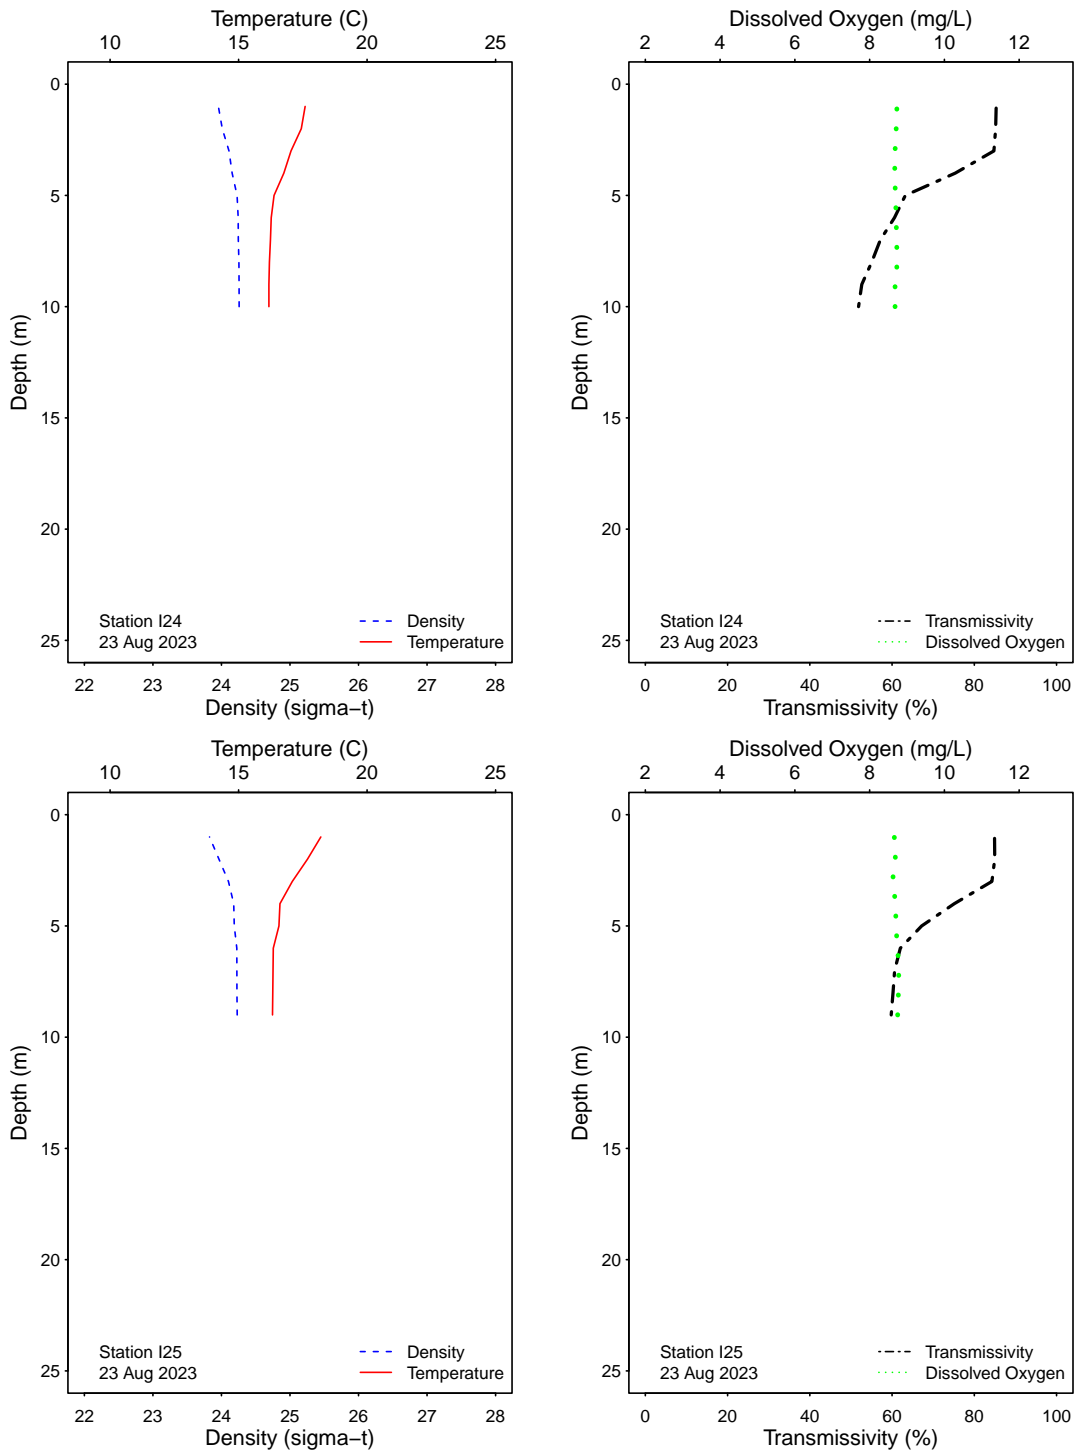 Temperature (C)
10 15 20 25
0
5
10
15
20
25
Depth (m)
Station I24
23 Aug 2023
Density
Temperature
22 23 24 25 26 27 28
Density (sigma−t)
Dissolved Oxygen (mg/L)
2 4 6 8 10 12
0
5
10
15
20
25
Depth (m)
Station I24
23 Aug 2023
Transmissivity
Dissolved Oxygen
0 20 40 60 80 100
Transmissivity (%)
Temperature (C)
10 15 20 25
0
5
10
15
20
25
Depth (m)
Station I25
23 Aug 2023
Density
Temperature
22 23 24 25 26 27 28
Density (sigma−t)
Dissolved Oxygen (mg/L)
2 4 6 8 10 12
0
5
10
15
20
25
Depth (m)
Station I25
23 Aug 2023
Transmissivity
Dissolved Oxygen
0 20 40 60 80 100
Transmissivity (%)